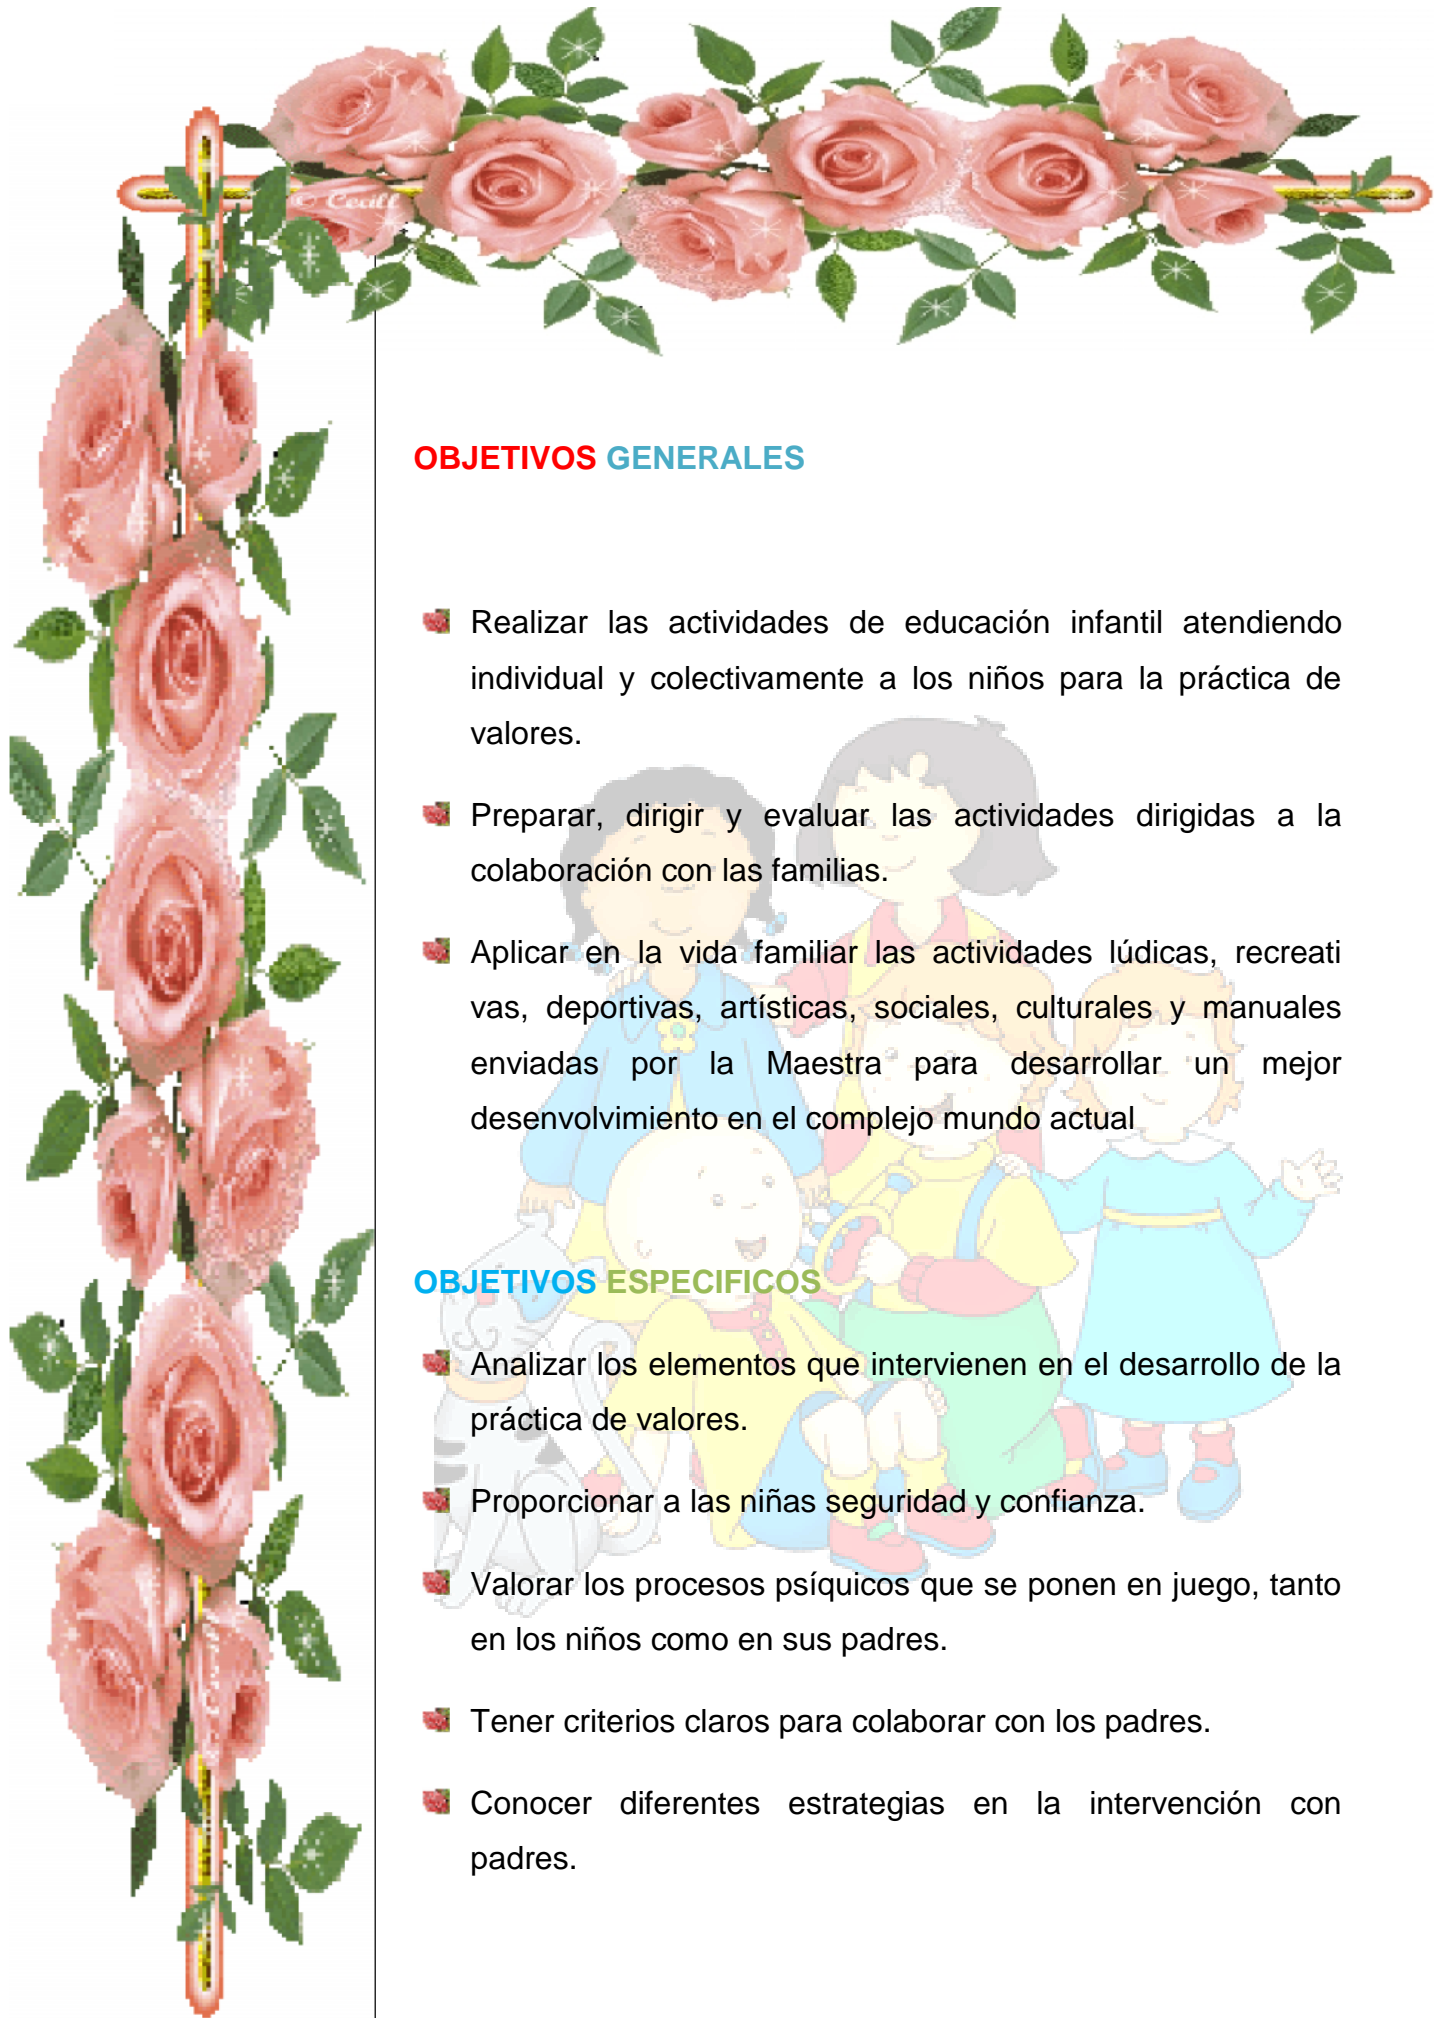 © Cecill
OBJETIVOS GENERALES
Realizar las actividades de educación infantil atendiendo
individual y colectivamente a los niños para la práctica de
valores.
Preparar, dirigir y evaluar las actividades dirigidas a la
colaboración con las familias.
Aplicar en la vida familiar las actividades lúdicas, recreati
vas, deportivas, artísticas, sociales, culturales y manuales
enviadas por la Maestra para desarrollar un mejor
desenvolvimiento en el complejo mundo actual
OBJETIVOS ESPECIFICOS
Analizar los elementos que intervienen en el desarrollo de la
práctica de valores.
Proporcionar a las niñas seguridad y confianza.
Valorar los procesos psíquicos que se ponen en juego, tanto
en los niños como en sus padres.
Tener criterios claros para colaborar con los padres.
Conocer diferentes estrategias en la intervención con
padres.